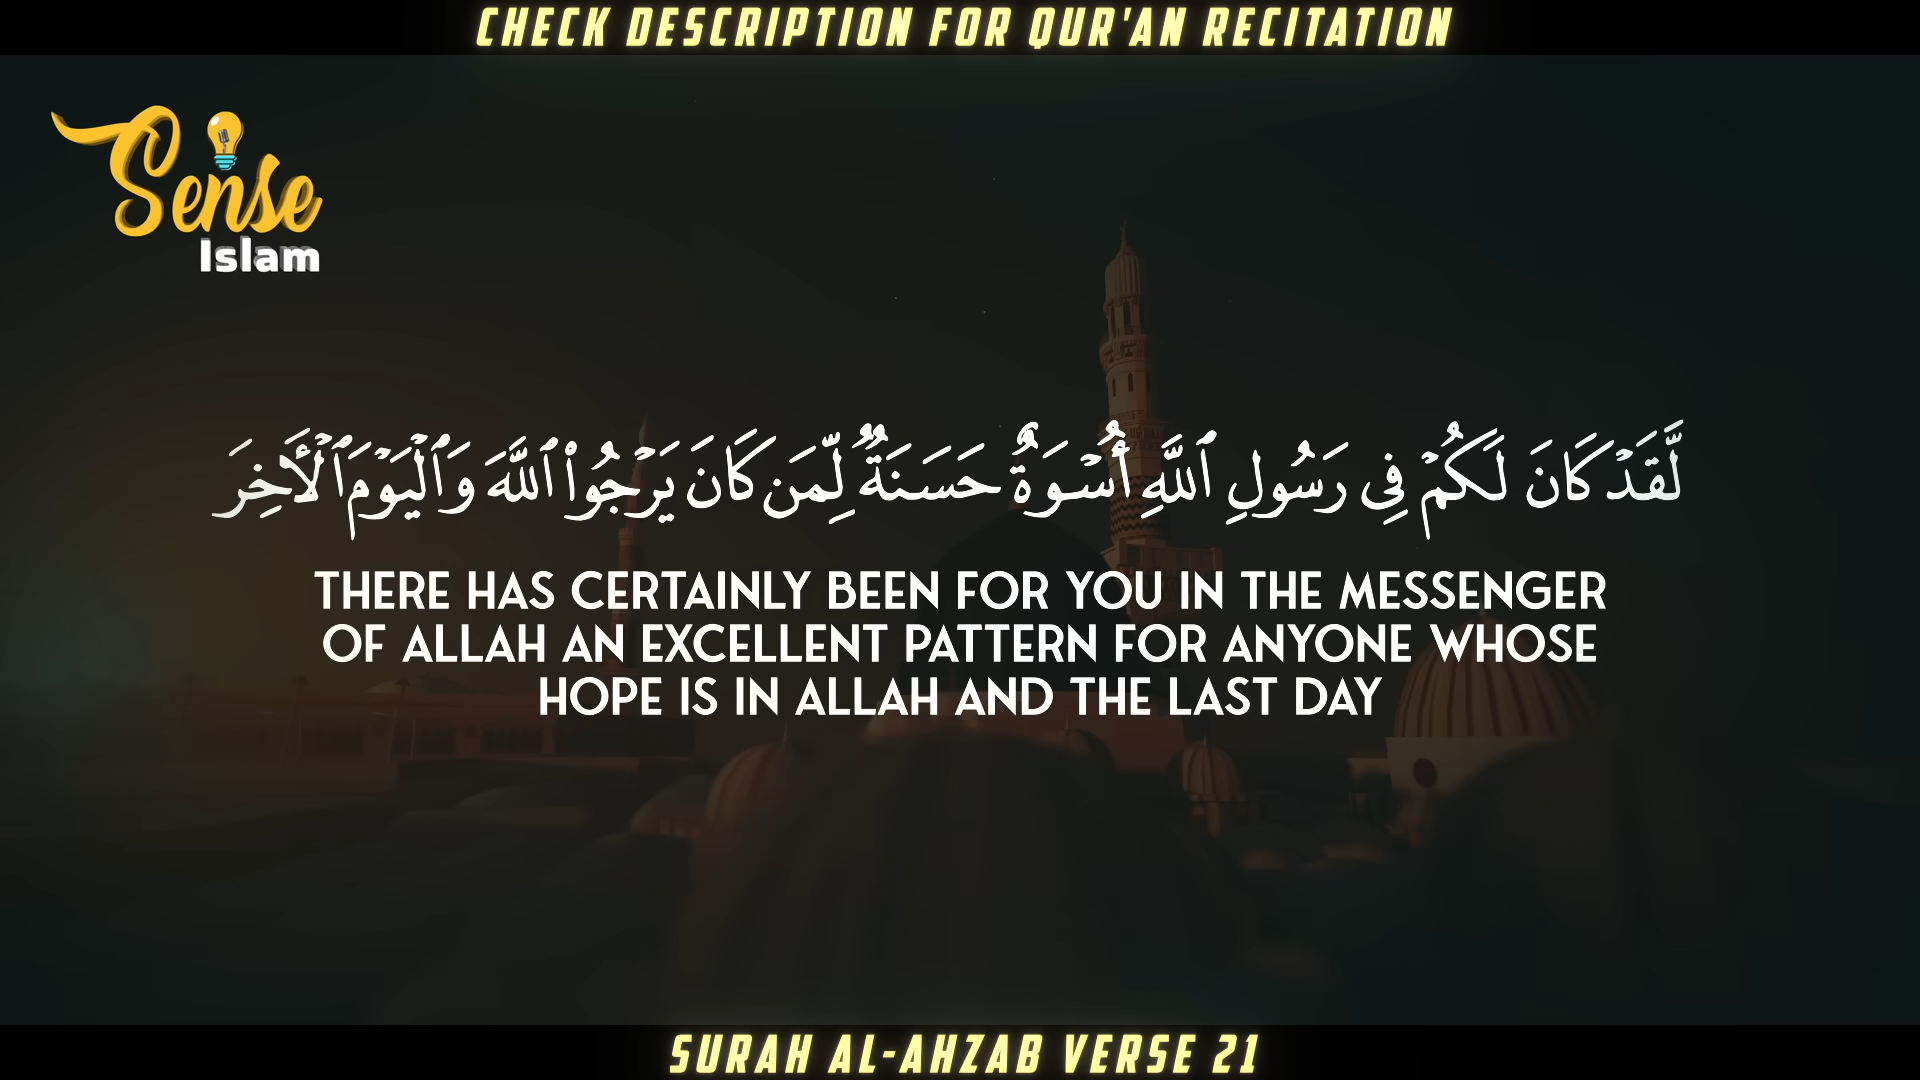 CHECK DESCRIPTION FOR QUR'AN RECITATION
Sense
Islam
لَّقَدْ كَانَ لَكُمْ فِى رَسُولِ ٱللَّهِ أُسْوَةٌ حَسَنَةٌ لِّمَن كَانَ يَرْجُوا۟ ٱللَّهَ وَٱلْيَوْمَ ٱلْأَخِرَ
THERE HAS CERTAINLY BEEN FOR YOU IN THE MESSENGER
OF ALLAH AN EXCELLENT PATTERN FOR ANYONE WHOSE
HOPE IS IN ALLAH AND THE LAST DAY
SURAH AL-AHZAB VERSE 21